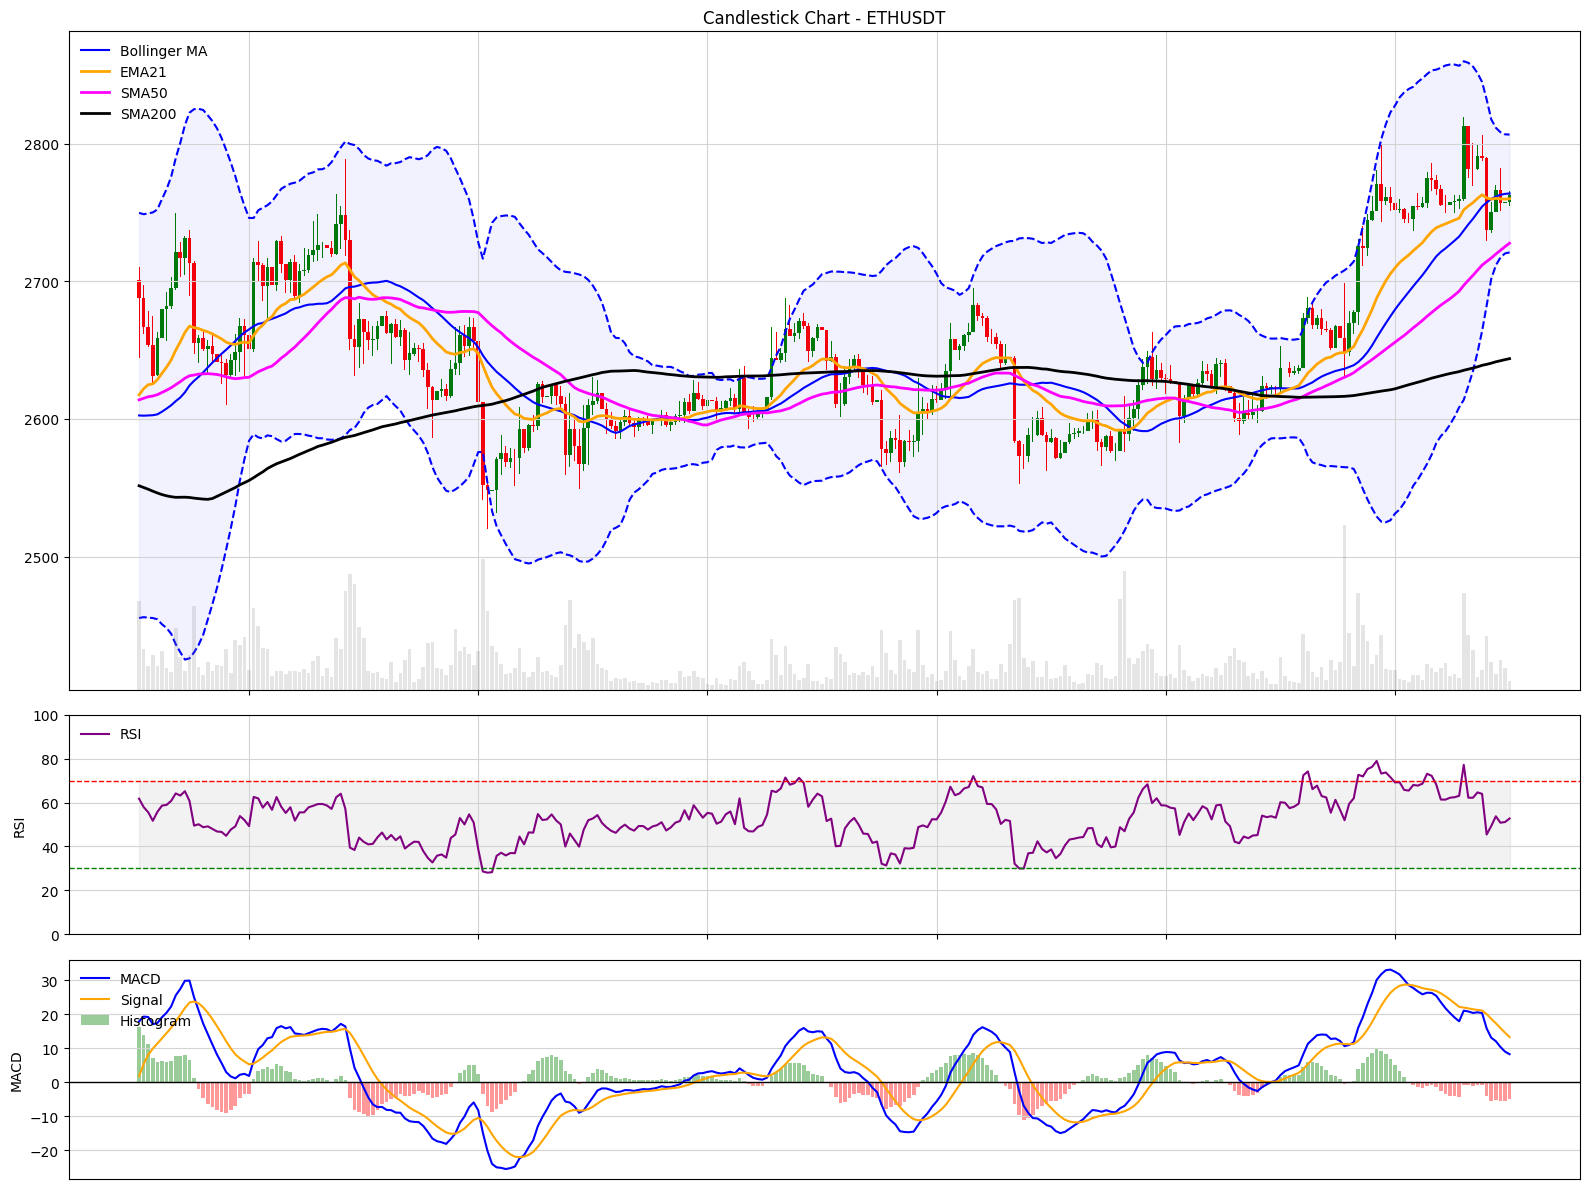 Candlestick Chart - ETHUSDT
Bollinger MA
EMA21
SMA50
SMA200
2800
2700
2600
2500
100
80
60
40
20
0
RSI
RSI
30
20
10
0
−10
−20
MACD
MACD
Signal
Histogram